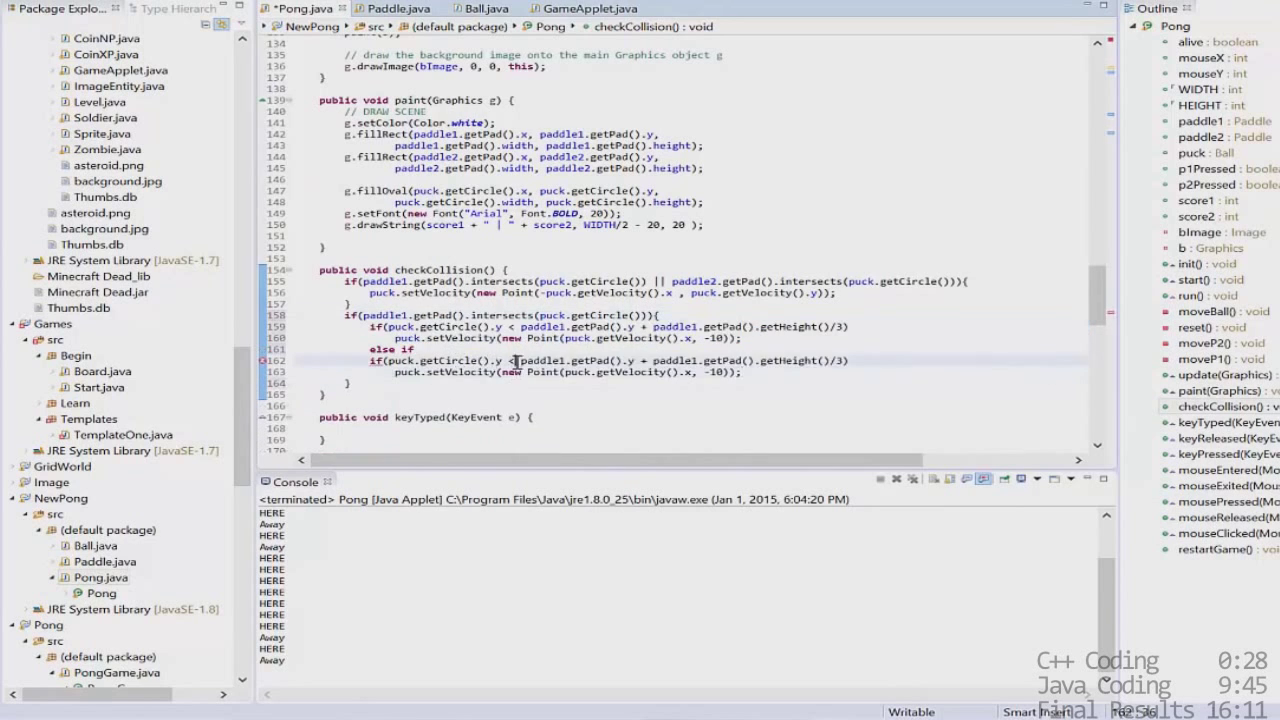 Package Explo...
Type Hierarch
*Pong.java
Paddle.java
Ball.java
GameApplet.java
Outline
NewPong
src
(default package)
Pong
checkCollision() : void
CoinNP.java
CoinXP.java
GameApplet.java
ImageEntity.java
Level.java
Soldier.java
Sprite.java
Zombie.java
asteroid.png
background.jpg
Thumbs.db
asteroid.png
background.jpg
Thumbs.db
JRE System Library [JavaSE-1.7]
Minecraft Dead_lib
Minecraft Dead.jar
Thumbs.db
Games
src
Begin
Board.java
Start.java
Learn
Templates
TemplateOne.java
JRE System Library [JavaSE-1.7]
GridWorld
Image
NewPong
src
(default package)
Ball.java
Paddle.java
Pong.java
Pong
JRE System Library [JavaSE-1.8]
Pong
src
(default package)
PongGame.java
134
135 // draw the background image onto the main Graphics object g
136 g.drawImage(bImage, 0, 0, this);
137 }
138
139 public void paint(Graphics g) {
140 // DRAW SCENE
141 g.setColor(Color.white);
142 g.fillRect(paddle1.getPad().x, paddle1.getPad().y,
143 paddle1.getPad().width, paddle1.getPad().height);
144 g.fillRect(paddle2.getPad().x, paddle2.getPad().y,
145 paddle2.getPad().width, paddle2.getPad().height);
146
147 g.fillOval(puck.getCircle().x, puck.getCircle().y,
148 puck.getCircle().width, puck.getCircle().height);
149 g.setFont(new Font("Arial", Font.BOLD, 20));
150 g.drawString(score1 + " | " + score2, WIDTH/2 - 20, 20 );
151
152 }
153
154 public void checkCollision() {
155 if(paddle1.getPad().intersects(puck.getCircle()) || paddle2.getPad().intersects(puck.getCircle())){
156 puck.setVelocity(new Point(-puck.getVelocity().x , puck.getVelocity().y));
157 }
158 if(paddle1.getPad().intersects(puck.getCircle())){
159 if(puck.getCircle().y < paddle1.getPad().y + paddle1.getPad().getHeight()/3)
160 puck.setVelocity(new Point(puck.getVelocity().x, -10));
161 else if
162 if(puck.getCircle().y < paddle1.getPad().y + paddle1.getPad().getHeight()/3)
163 puck.setVelocity(new Point(puck.getVelocity().x, -10));
164 }
165 }
166
167 public void keyTyped(KeyEvent e) {
168
169 }
170
Pong
alive : boolean
mouseX : int
mouseY : int
WIDTH : int
HEIGHT : int
paddle1 : Paddle
paddle2 : Paddle
puck : Ball
p1Pressed : boolean
p2Pressed : boolean
score1 : int
score2 : int
bImage : Image
b : Graphics
init() : void
start() : void
run() : void
moveBall() : void
reset() : void
moveP2() : void
moveP1() : void
update(Graphics)
paint(Graphics) :
checkCollision() : v
keyTyped(KeyEven
keyReleased(KeyE
keyPressed(KeyEve
mouseEntered(Mo
mouseExited(Mou
mousePressed(Mo
mouseReleased(M
mouseClicked(Mou
restartGame() : voi
Console
<terminated> Pong [Java Applet] C:\Program Files\Java\jre1.8.0_25\bin\javaw.exe (Jan 1, 2015, 6:04:20 PM)
HERE
Away
HERE
Away
HERE
HERE
HERE
HERE
HERE
HERE
HERE
Away
HERE
Away
C++ Coding 0:28
Java Coding 9:45
Final Results 16:11
Writable
Smart Insert